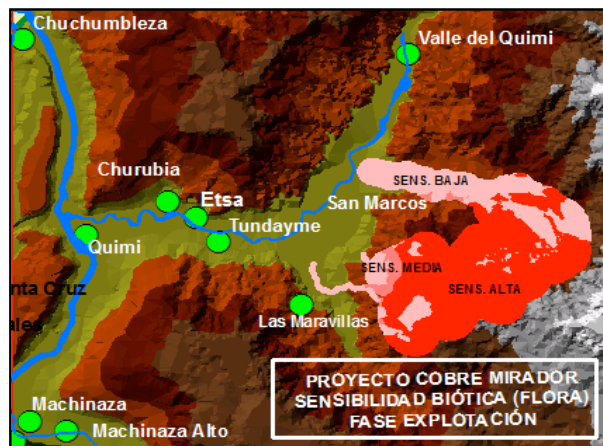 Chuchumbleza
Valle del Quimi
Churubia
SENS. BAJA
Etsa
San Marcos
Tundayme
Quimi
SENS. MEDIA
SENS. ALTA
nta Cruz
ales
Las Maravillas
PROYECTO COBRE MIRADOR
SENSIBILIDAD BIÓTICA (FLORA)
FASE EXPLOTACIÓN
Machinaza
Machinaza Alto